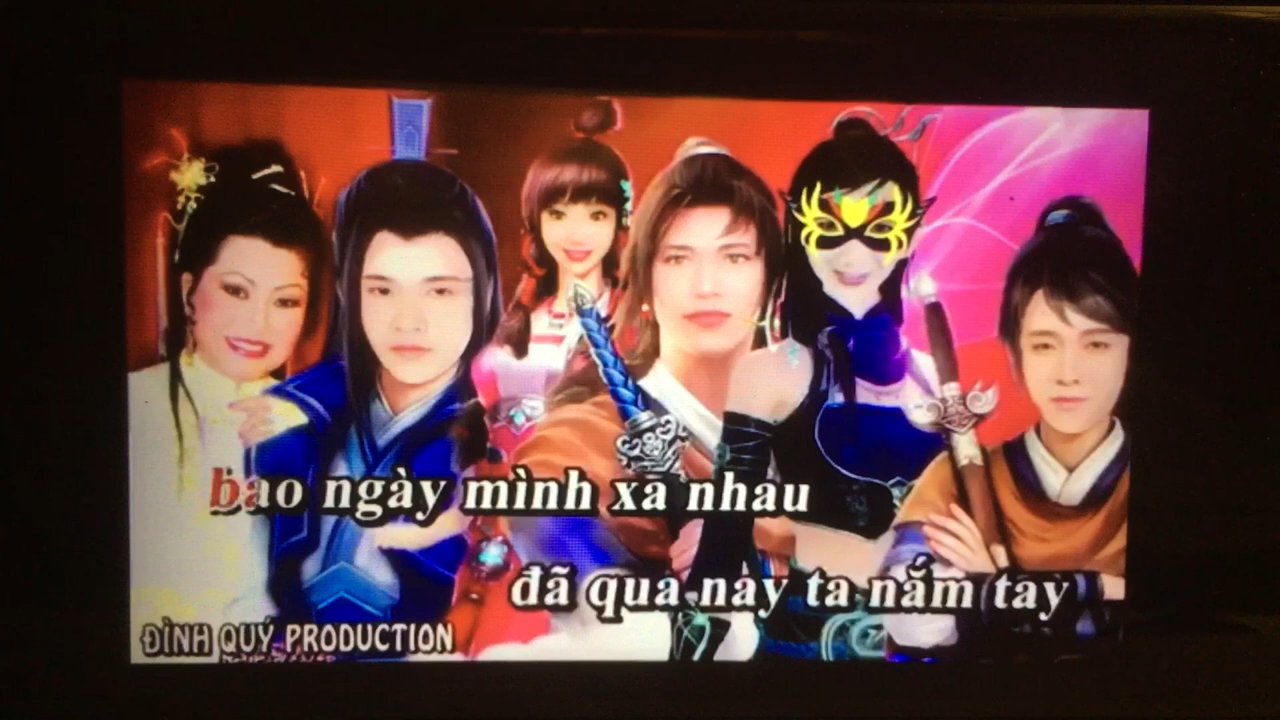 bao ngày mình xa nhau
đã qua nay ta nắm tay
ĐÌNH QUÝ PRODUCTION